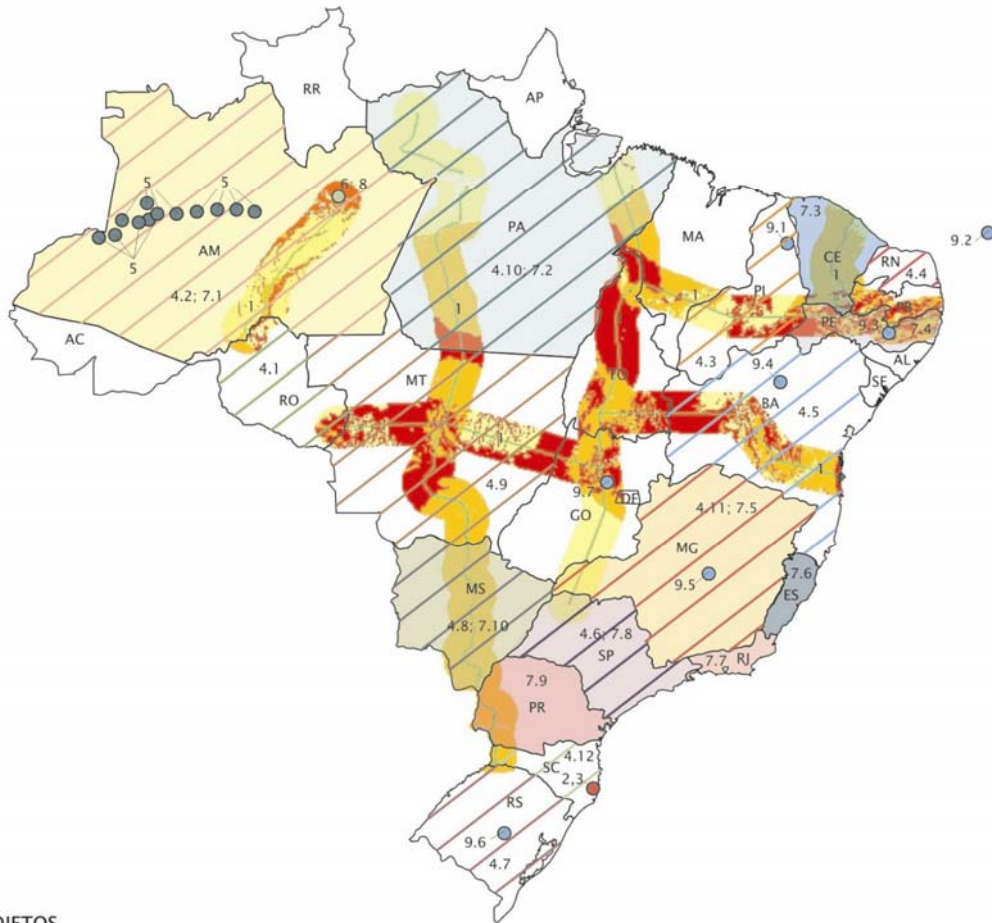 RR
AP
5
5
6; 8
PA
AM
4.10; 7.2
MA
9.1
7.3
9.2
CE
1
RN
4.4
5
4.2; 7.1
1
1
1
PI
PE
9.3
7.4
AC
4.1
4.3
9.4
AL
SE
MT
RO
BA
4.5
1
1
4.9
9.7
DF
GO
4.11; 7.5
MG
9.5
7.6
ES
MS
4.8; 7.10
4.6; 7.8
SP
7.7
RJ
7.9
PR
4.12
SC
2,3
RS
9.6
4.7